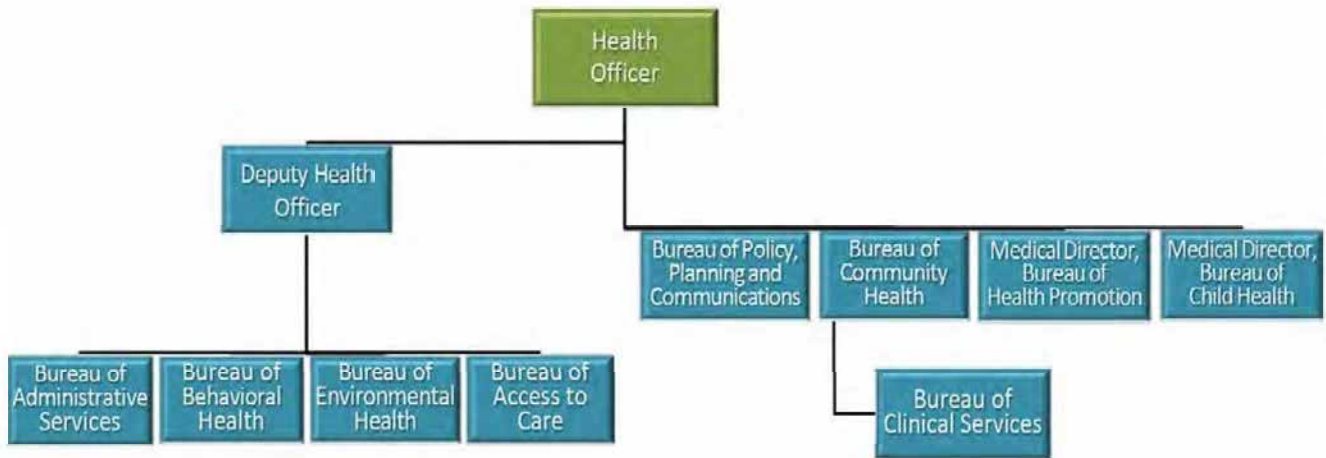 Health
Officer
Deputy Health
Officer
Bureau of Policy,
Planning and
Communications
Bureau of
Community
Health
Medical Director,
Bureau of
Health Promotion
Medical Director,
Bureau of
Child Health
Bureau of
Administrative
Services
Bureau of
Behavioral
Health
Bureau of
Environmental
Health
Bureau of
Access to
Care
Bureau of
Clinical Services